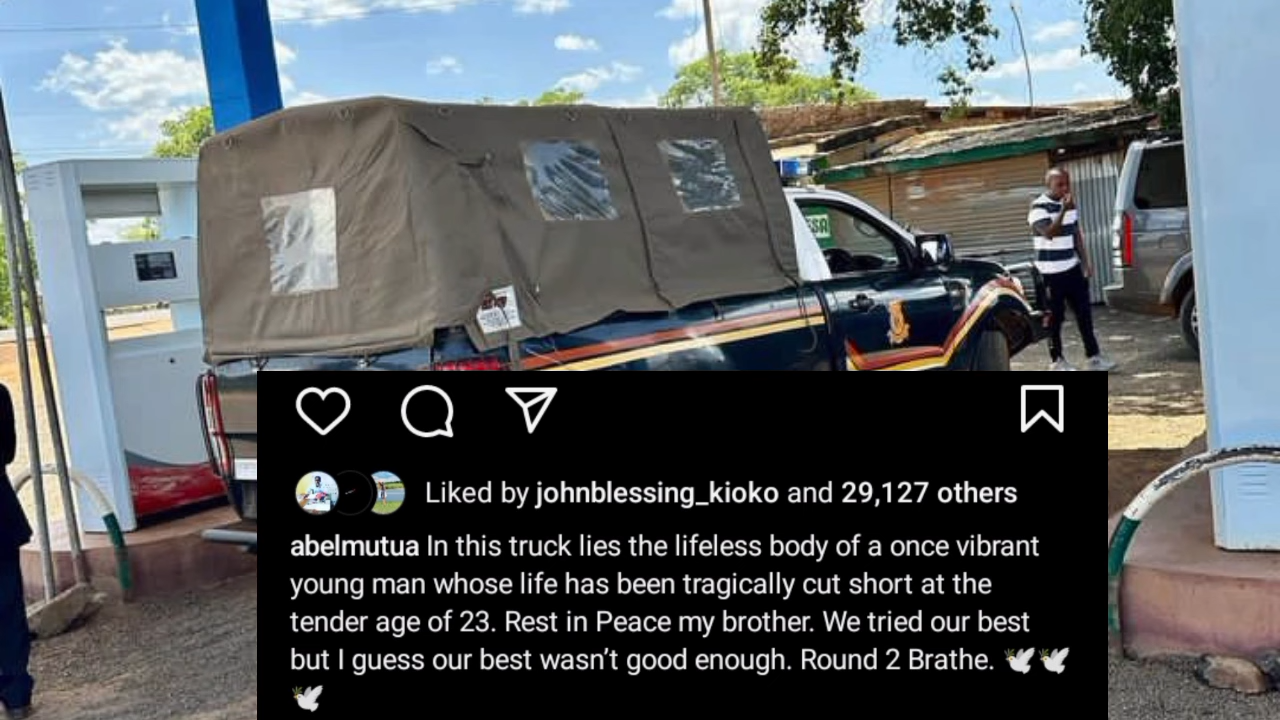 Liked by johnblessing_kioko and 29,127 others
abelmutua In this truck lies the lifeless body of a once vibrant
young man whose life has been tragically cut short at the
tender age of 23. Rest in Peace my brother. We tried our best
but I guess our best wasn’t good enough. Round 2 Brathe. 🕊️🕊️
🕊️